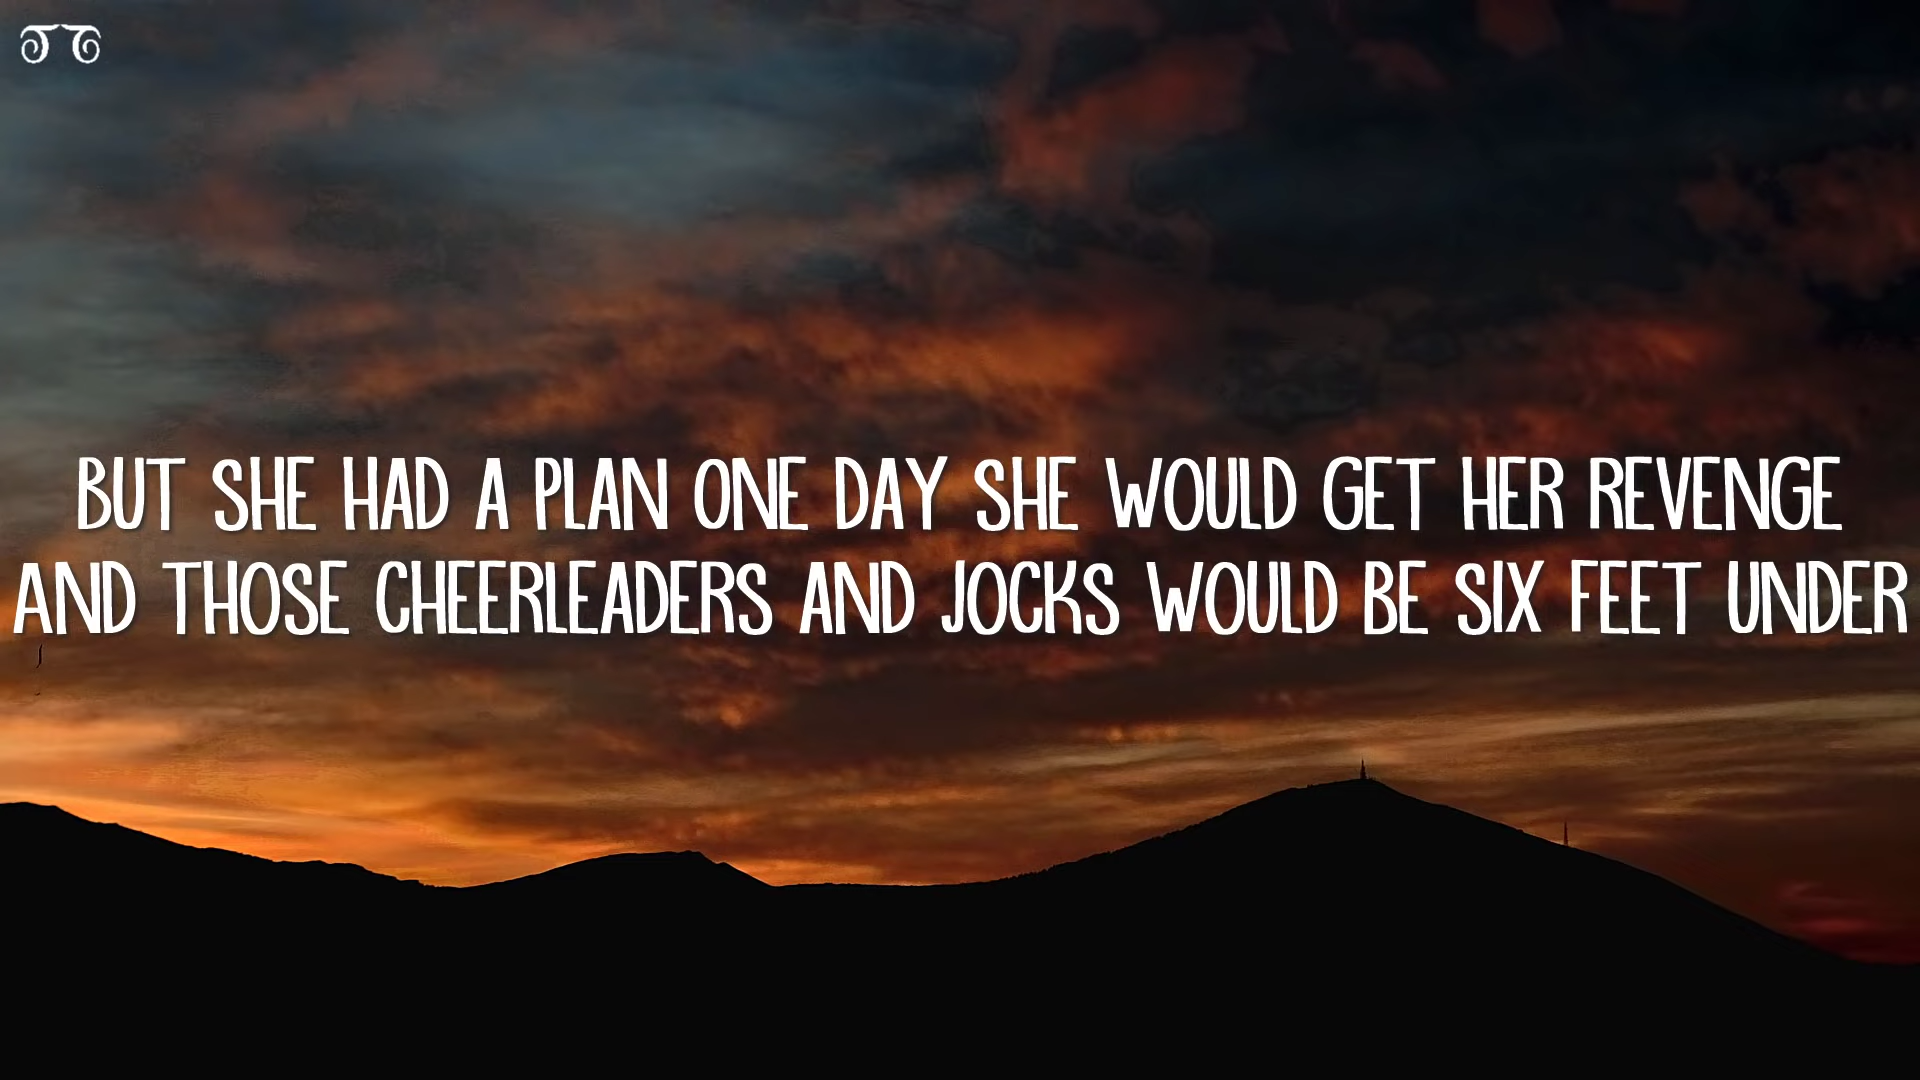 BUT SHE HAD A PLAN ONE DAY SHE WOULD GET HER REVENGE
AND THOSE CHEERLEADERS AND JOCKS WOULD BE SIX FEET UNDER